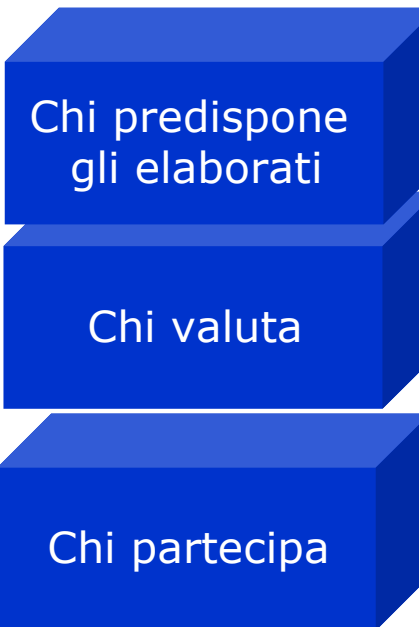 Chi predispone
gli elaborati
Chi valuta
Chi partecipa